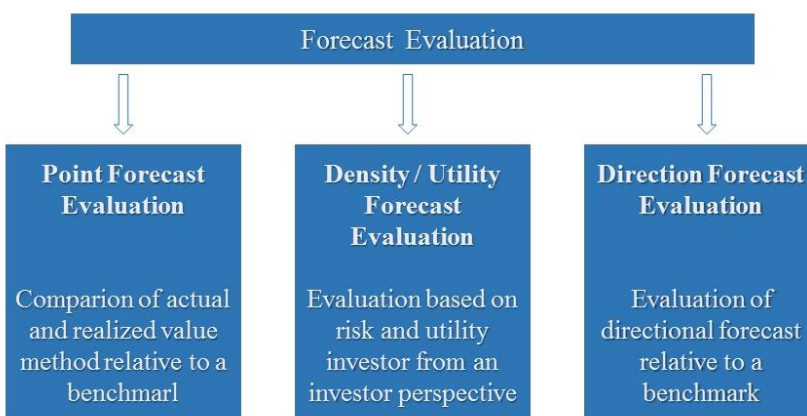 Forecast Evaluation
Point Forecast
Evaluation
Comparion of actual
and realized value
method relative to a
benchmarl
Density / Utility
Forecast
Evaluation
Evaluation based on
risk and utility
investor from an
investor perspective
Direction Forecast
Evaluation
Evaluation of
directional forecast
relative to a
benchmark